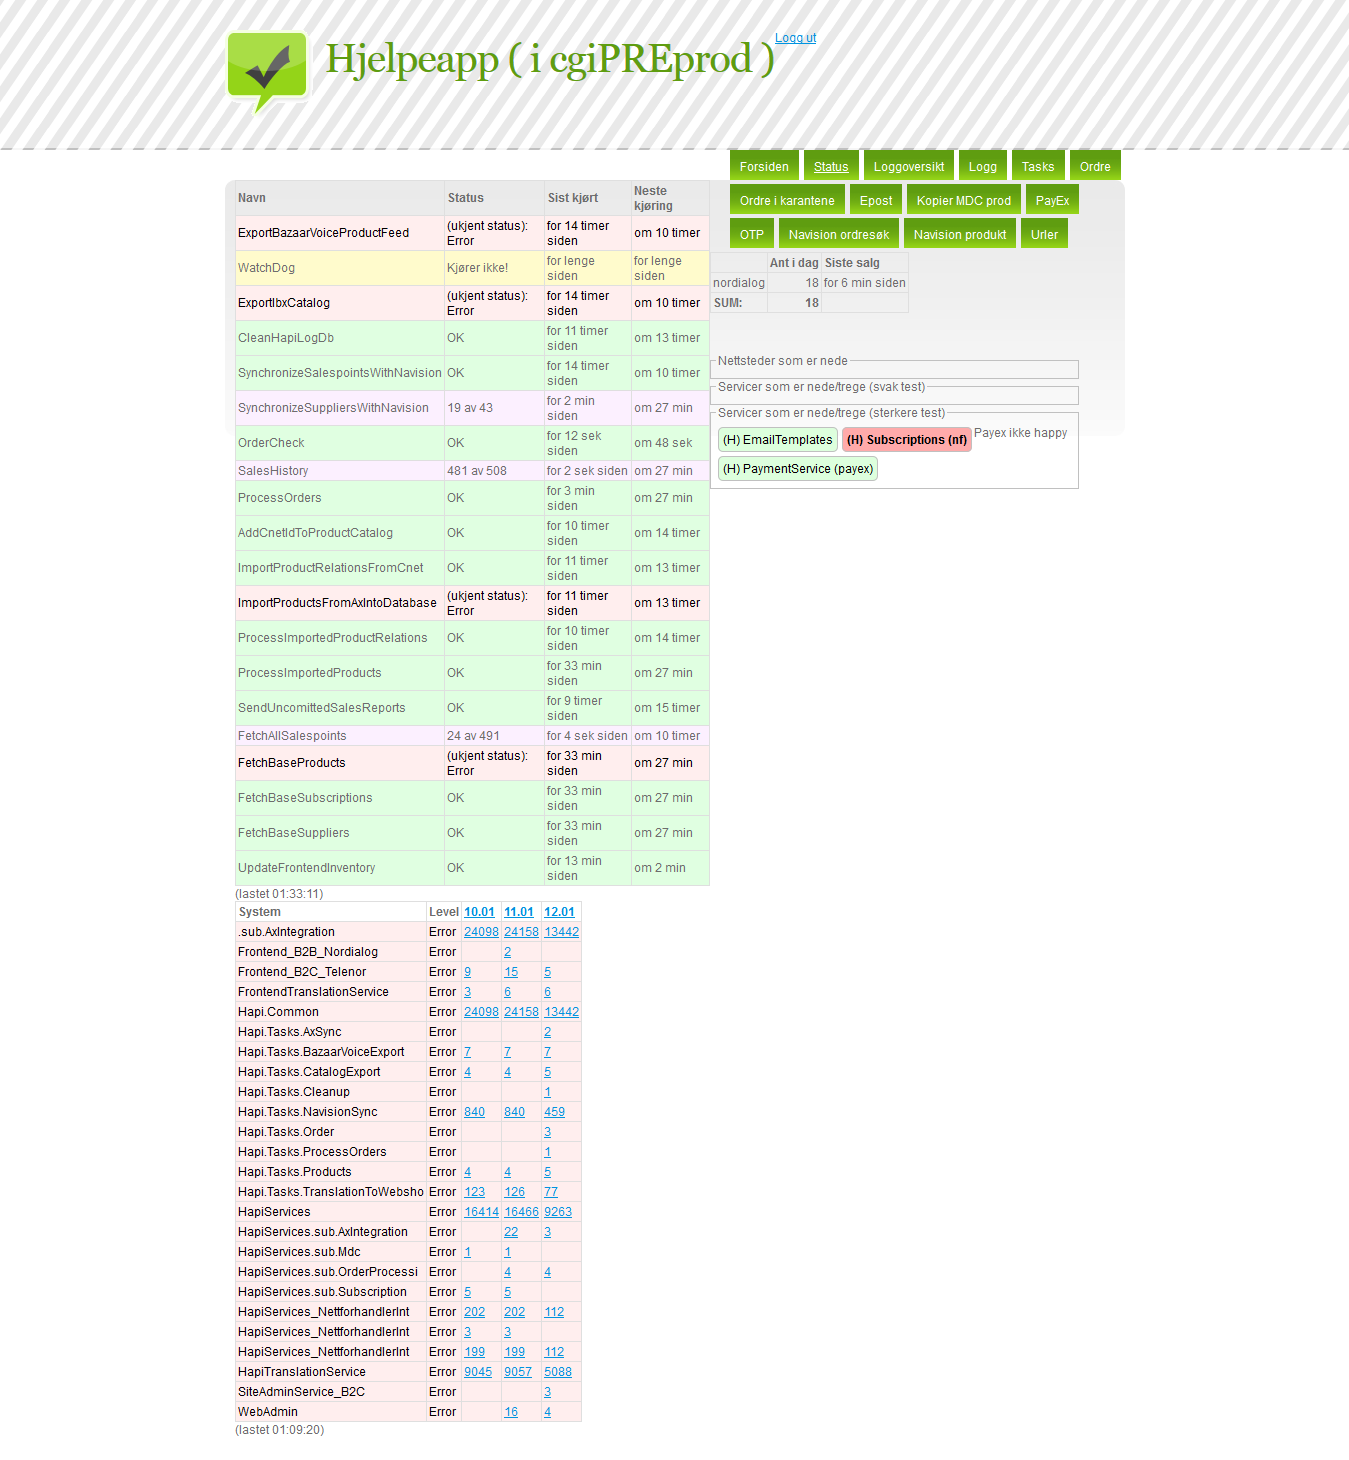 Hjelpeapp ( i cgiPREprod )
Logg ut
Forsiden Status Loggoversikt Logg Tasks Ordre
Ordre i karantene Epost Kopier MDC prod PayEx
OTP Navision ordresøk Navision produkt Urler
Navn Status Sist kjørt Neste kjøring
ExportBazaarVoiceProductFeed (ukjent status): Error for 14 timer siden om 10 timer
WatchDog Kjører ikke! for lenge siden for lenge siden
ExportIbxCatalog (ukjent status): Error for 14 timer siden om 10 timer
CleanHapiLogDb OK for 11 timer siden om 13 timer
SynchronizeSalespointsWithNavision OK for 14 timer siden om 10 timer
SynchronizeSuppliersWithNavision 19 av 43 for 2 min siden om 27 min
OrderCheck OK for 12 sek siden om 48 sek
SalesHistory 481 av 508 for 2 sek siden om 27 min
ProcessOrders OK for 3 min siden om 27 min
AddCnetIdToProductCatalog OK for 10 timer siden om 14 timer
ImportProductRelationsFromCnet OK for 11 timer siden om 13 timer
ImportProductsFromAxIntoDatabase (ukjent status): Error for 11 timer siden om 13 timer
ProcessImportedProductRelations OK for 10 timer siden om 14 timer
ProcessImportedProducts OK for 33 min siden om 27 min
SendUncomittedSalesReports OK for 9 timer siden om 15 timer
FetchAllSalespoints 24 av 491 for 4 sek siden om 10 timer
FetchBaseProducts (ukjent status): Error for 33 min siden om 27 min
FetchBaseSubscriptions OK for 33 min siden om 27 min
FetchBaseSuppliers OK for 33 min siden om 27 min
UpdateFrontendInventory OK for 13 min siden om 2 min
(lastet 01:33:11)
Ant i dag Siste salg
nordialog 18 for 6 min siden
SUM: 18
Nettsteder som er nede
Servicer som er nede/trege (svak test)
Servicer som er nede/trege (sterkere test)
(H) EmailTemplates (H) Subscriptions (nf) Payex ikke happy
(H) PaymentService (payex)
System Level 10.01 11.01 12.01
.sub.AxIntegration Error 24098 24158 13442
Frontend_B2B_Nordialog Error 2
Frontend_B2C_Telenor Error 9 15 5
FrontendTranslationService Error 3 6 6
Hapi.Common Error 24098 24158 13442
Hapi.Tasks.AxSync Error 2
Hapi.Tasks.BazaarVoiceExport Error 7 7 7
Hapi.Tasks.CatalogExport Error 4 4 5
Hapi.Tasks.Cleanup Error 1
Hapi.Tasks.NavisionSync Error 840 840 459
Hapi.Tasks.Order Error 3
Hapi.Tasks.ProcessOrders Error 1
Hapi.Tasks.Products Error 4 4 5
Hapi.Tasks.TranslationToWebsho Error 123 126 77
HapiServices Error 16414 16466 9263
HapiServices.sub.AxIntegration Error 22 3
HapiServices.sub.Mdc Error 1 1
HapiServices.sub.OrderProcessi Error 4 4
HapiServices.sub.Subscription Error 5 5
HapiServices_NettforhandlerInt Error 202 202 112
HapiServices_NettforhandlerInt Error 3 3
HapiServices_NettforhandlerInt Error 199 199 112
HapiTranslationService Error 9045 9057 5088
SiteAdminService_B2C Error 3
WebAdmin Error 16 4
(lastet 01:09:20)